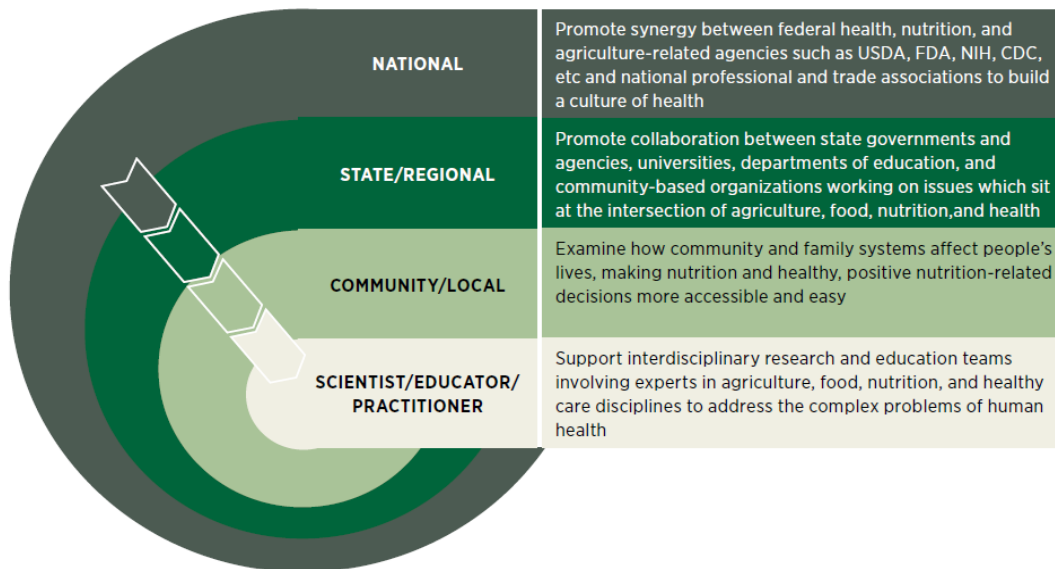 NATIONAL
Promote synergy between federal health, nutrition, and
agriculture-related agencies such as USDA, FDA, NIH, CDC,
etc and national professional and trade associations to build
a culture of health
STATE/REGIONAL
Promote collaboration between state governments and
agencies, universities, departments of education, and
community-based organizations working on issues which sit
at the intersection of agriculture, food, nutrition,and health
COMMUNITY/LOCAL
Examine how community and family systems affect people’s
lives, making nutrition and healthy, positive nutrition-related
decisions more accessible and easy
SCIENTIST/EDUCATOR/
PRACTITIONER
Support interdisciplinary research and education teams
involving experts in agriculture, food, nutrition, and healthy
care disciplines to address the complex problems of human
health